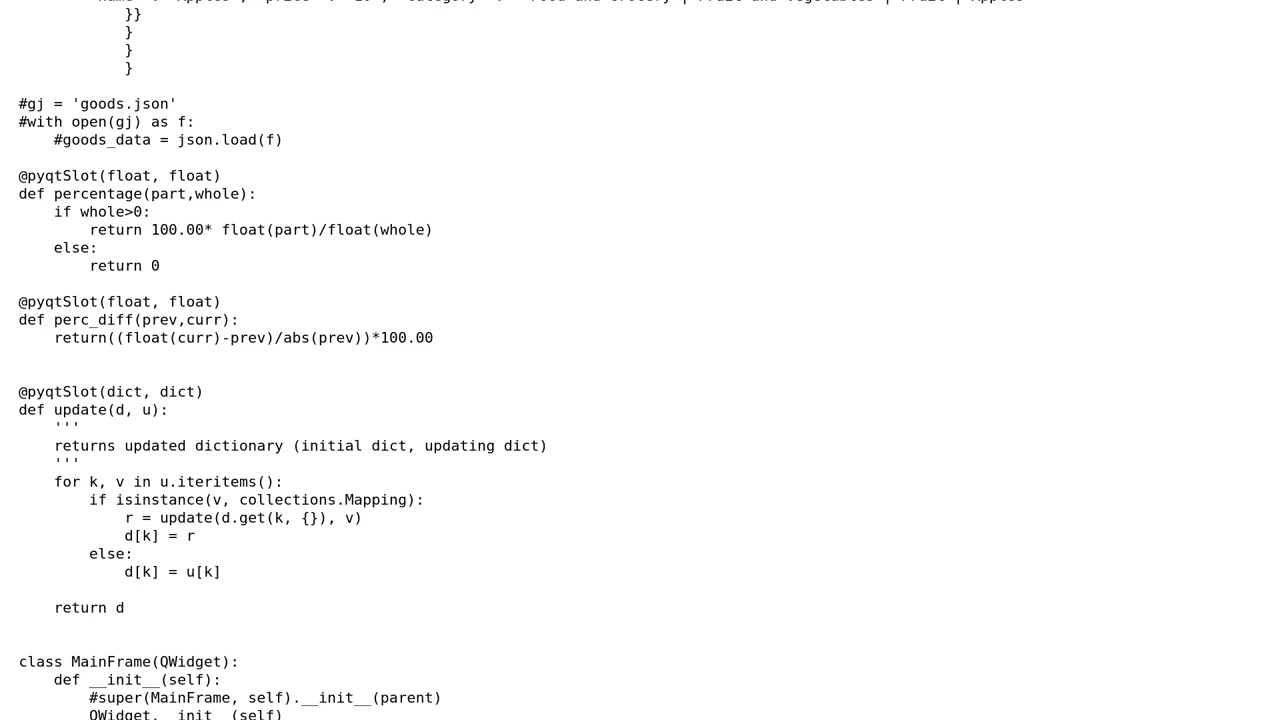 }}
            }
            }
            }

#gj = 'goods.json'
#with open(gj) as f:
    #goods_data = json.load(f)

@pyqtSlot(float, float)
def percentage(part,whole):
    if whole>0:
        return 100.00* float(part)/float(whole)
    else:
        return 0

@pyqtSlot(float, float)
def perc_diff(prev,curr):
    return((float(curr)-prev)/abs(prev))*100.00


@pyqtSlot(dict, dict)
def update(d, u):
    '''
    returns updated dictionary (initial dict, updating dict)
    '''
    for k, v in u.iteritems():
        if isinstance(v, collections.Mapping):
            r = update(d.get(k, {}), v)
            d[k] = r
        else:
            d[k] = u[k]

    return d


class MainFrame(QWidget):
    def __init__(self):
        #super(MainFrame, self).__init__(parent)
        QWidget.__init__(self)